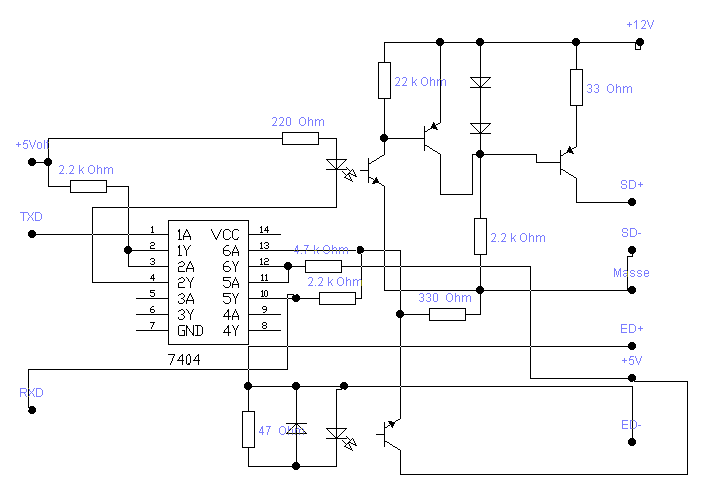 +12V
22 k Ohm
33 Ohm
220 Ohm
+5Volt
2.2 k Ohm
SD+
TXD
1 1A VCC 14
2 1Y 6A 13
3 2A 6Y 12
4 2Y 5A 11
5 3A 5Y 10
6 3Y 4A 9
7 GND 4Y 8
7404
4.7 k Ohm
2.2 k Ohm
2.2 k Ohm
SD-
Masse
330 Ohm
ED+
+5V
RXD
47 Ohm
ED-